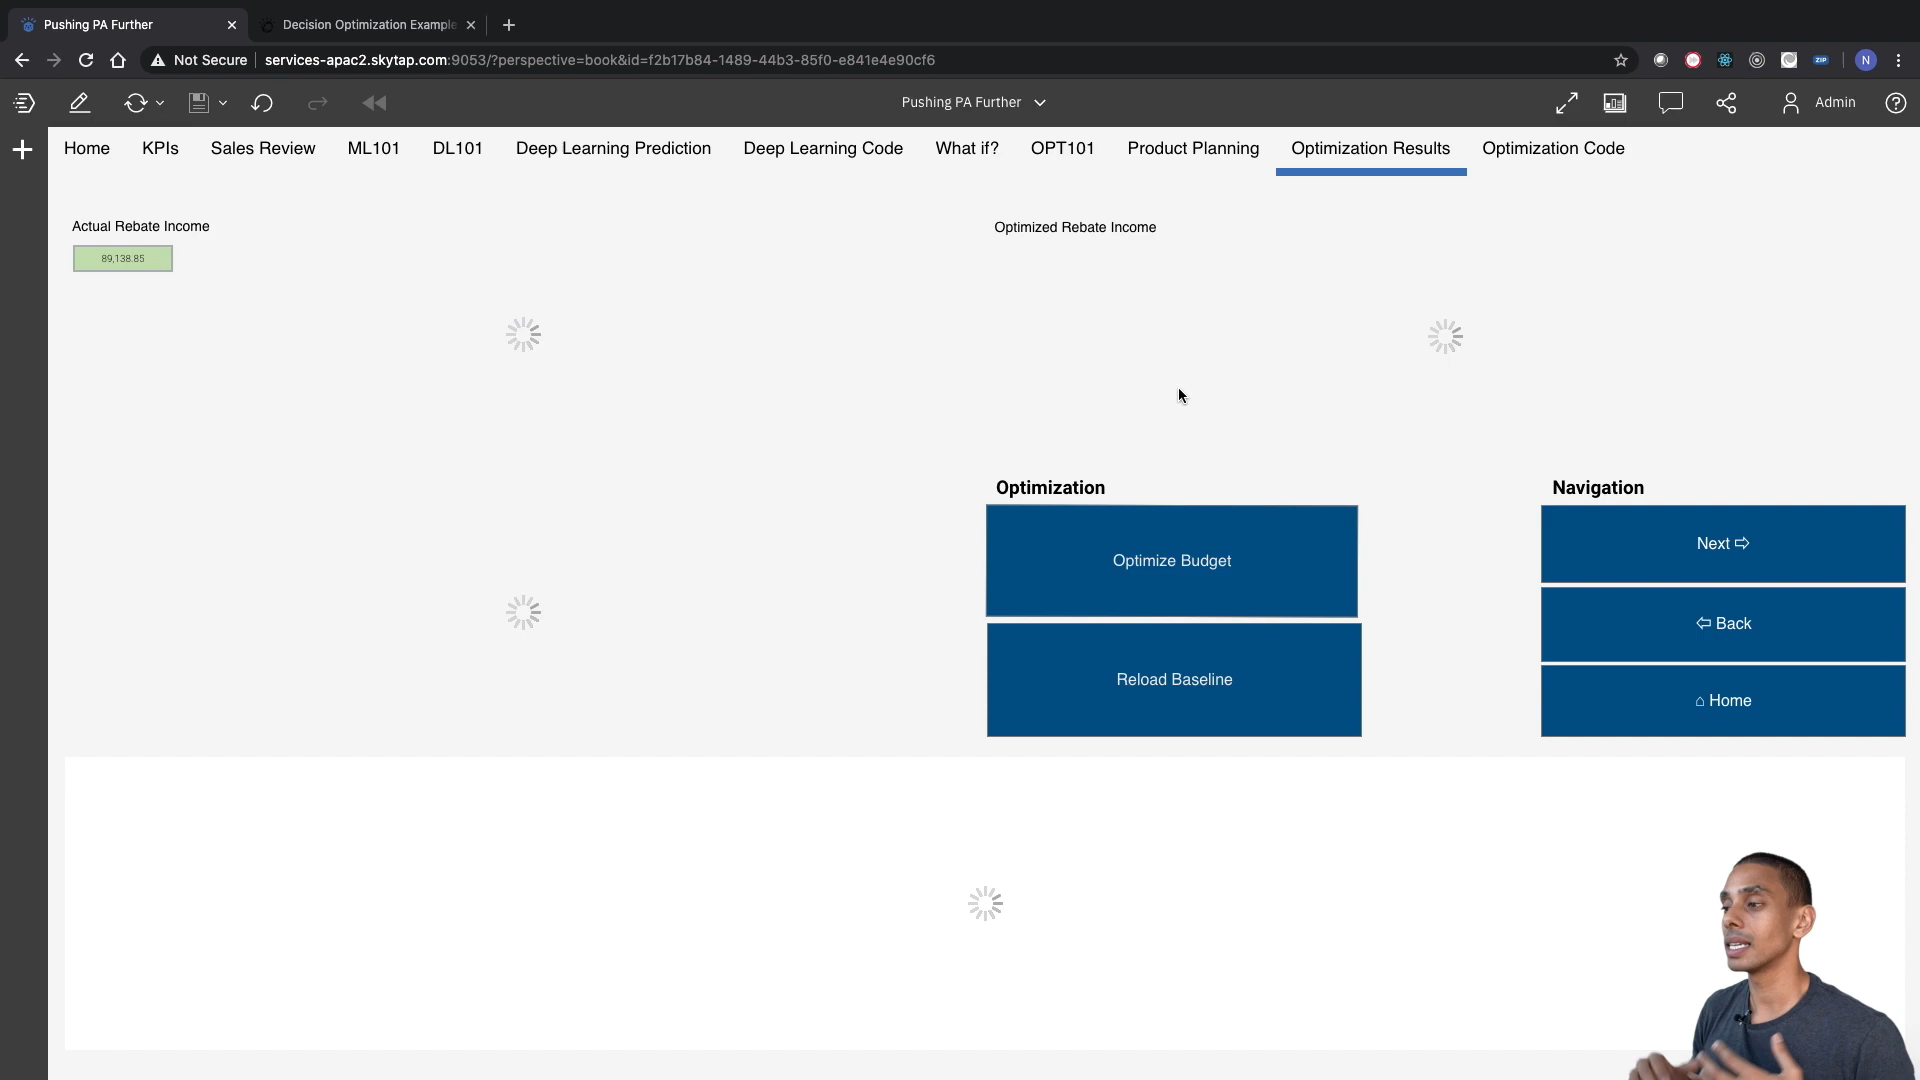 Pushing PA Further
Decision Optimization Example
Not Secure
services-apac2.skytap.com:9053/?perspective=book&id=f2b17b84-1489-44b3-85f0-e841e4e90cf6
ZIP
N
Pushing PA Further
Admin
Home
KPIs
Sales Review
ML101
DL101
Deep Learning Prediction
Deep Learning Code
What if?
OPT101
Product Planning
Optimization Results
Optimization Code
Actual Rebate Income
89,138.85
Optimized Rebate Income
Optimization
Optimize Budget
Reload Baseline
Navigation
Next ⇨
⇦ Back
⌂ Home